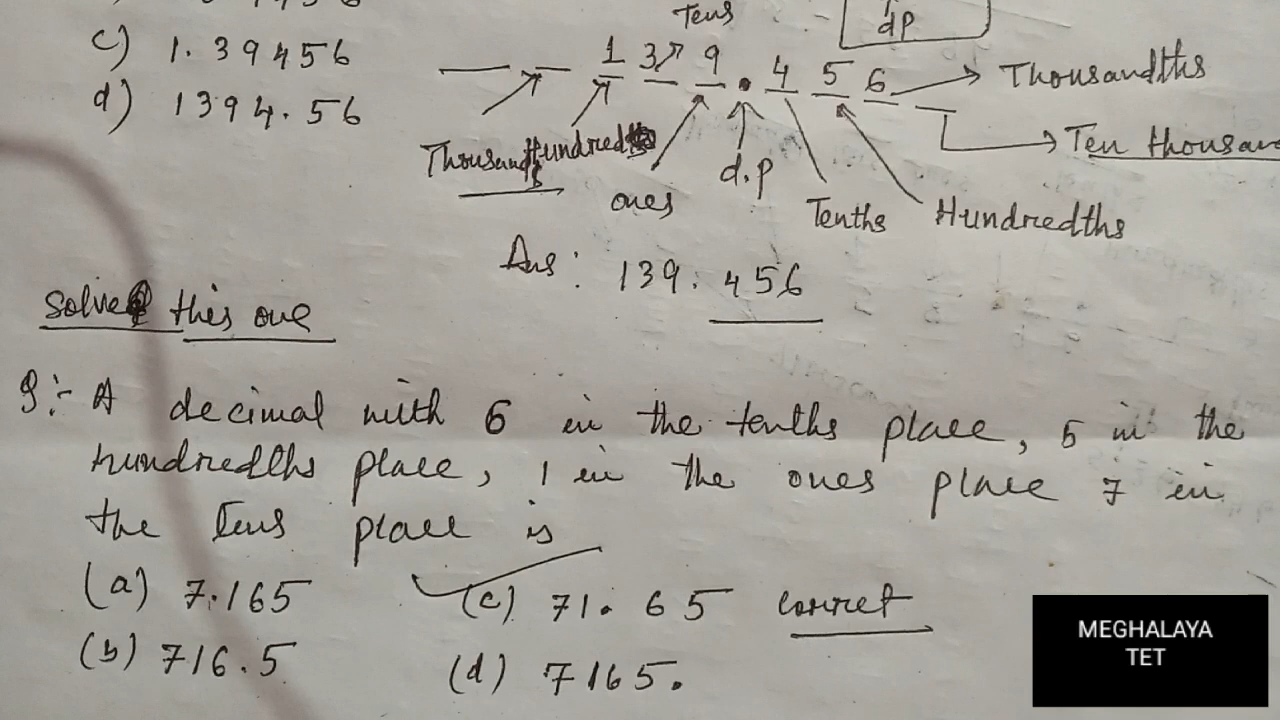 c) 1.39456
d) 1394.56
Tens
dp
1 3 9 . 4 5 6
Thousandths
Ten thousan
Thousands
Hundreds
ones
d.p
Tenths
Hundredths
Ans: 139.456
Solve this one
Q:- A decimal with 6 in the tenths place, 5 in the
hundredths place, 1 in the ones place 7 in
the Tens place is
(a) 7.165
(c) 71.65 correct
(b) 716.5
(d) 7165.
MEGHALAYA
TET